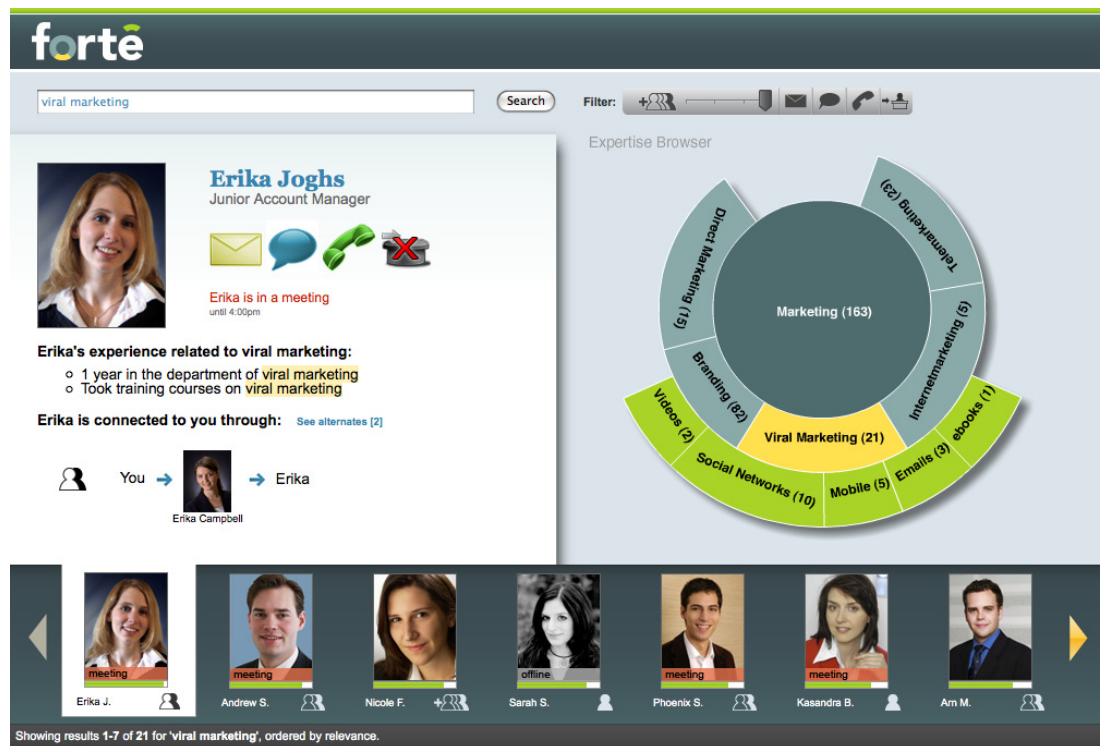 fortē
viral marketing
Search
Filter:
Expertise Browser
Erika Joghs
Junior Account Manager
Erika is in a meeting
until 4:00pm
Erika's experience related to viral marketing:
1 year in the department of viral marketing
Took training courses on viral marketing
Erika is connected to you through: See alternates [2]
You
Erika
Erika Campbell
Marketing (163)
Direct Marketing (15)
Branding (82)
Viral Marketing (21)
Internetmarketing (5)
Telemarketing (23)
Videos (2)
Social Networks (10)
Mobile (5)
Emails (3)
ebooks (1)
meeting
meeting
offline
meeting
meeting
Erika J.
Andrew S.
Nicole F.
Sarah S.
Phoenix S.
Kasandra B.
Arn M.
Showing results 1-7 of 21 for 'viral marketing', ordered by relevance.